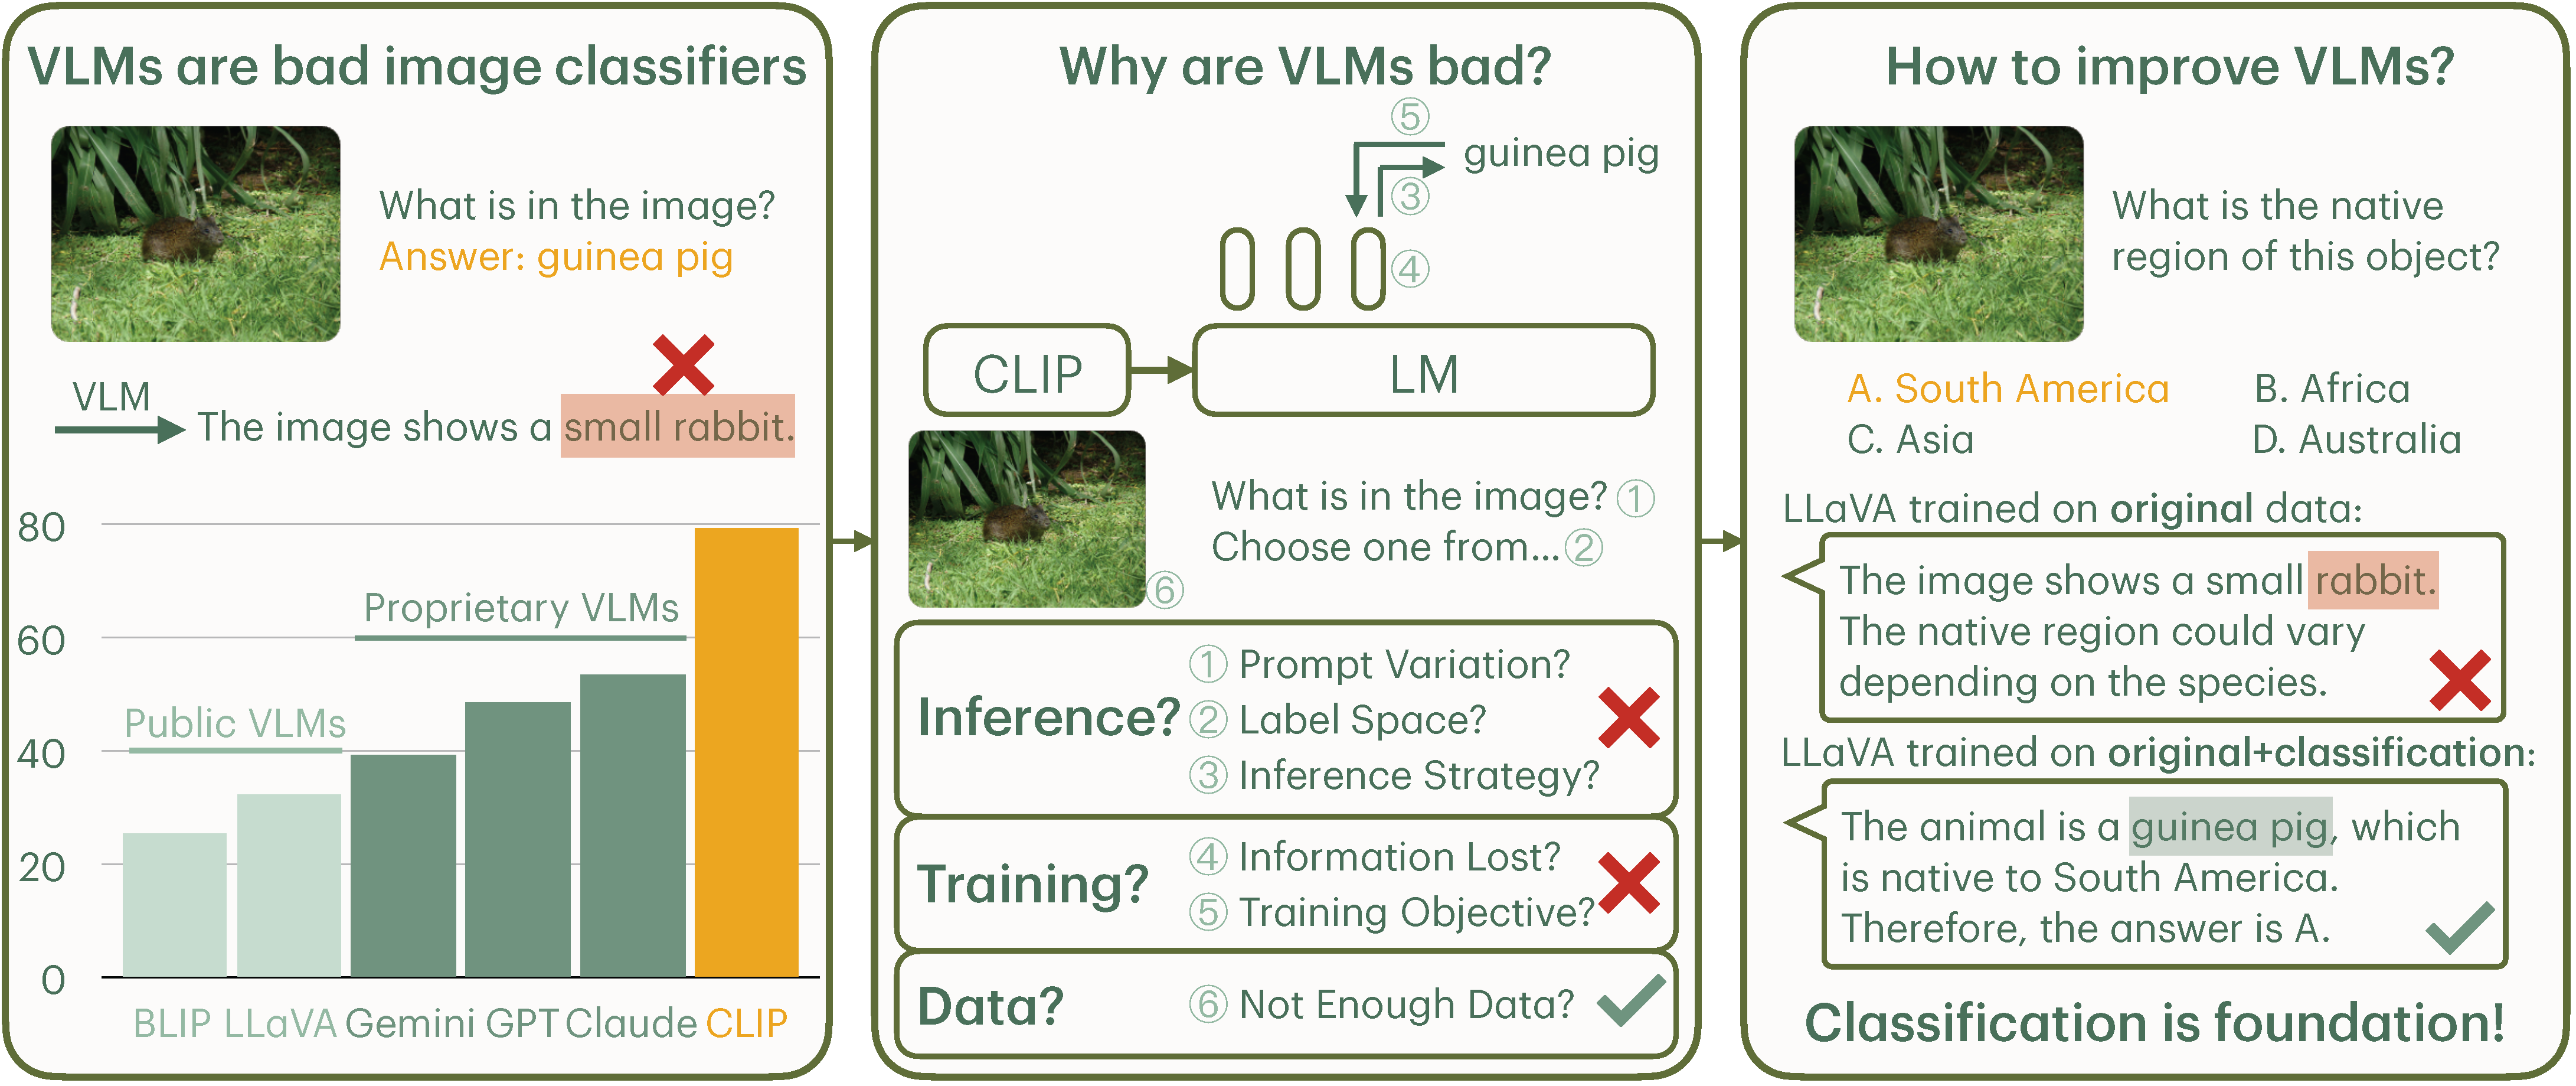 VLMs are bad image classifiers
What is in the image?
Answer: guinea pig
VLM
The image shows a small rabbit.
80
60
40
20
0
Proprietary VLMs
Public VLMs
BLIP LLaVA Gemini GPT Claude CLIP
Why are VLMs bad?
⑤
guinea pig
③
④
CLIP
LM
What is in the image? ①
Choose one from... ②
⑥
Inference?
① Prompt Variation?
② Label Space?
③ Inference Strategy?
Training?
④ Information Lost?
⑤ Training Objective?
Data?
⑥ Not Enough Data?
How to improve VLMs?
What is the native
region of this object?
A. South America B. Africa
C. Asia D. Australia
LLaVA trained on original data:
The image shows a small rabbit.
The native region could vary
depending on the species.
LLaVA trained on original+classification:
The animal is a guinea pig, which
is native to South America.
Therefore, the answer is A.
Classification is foundation!